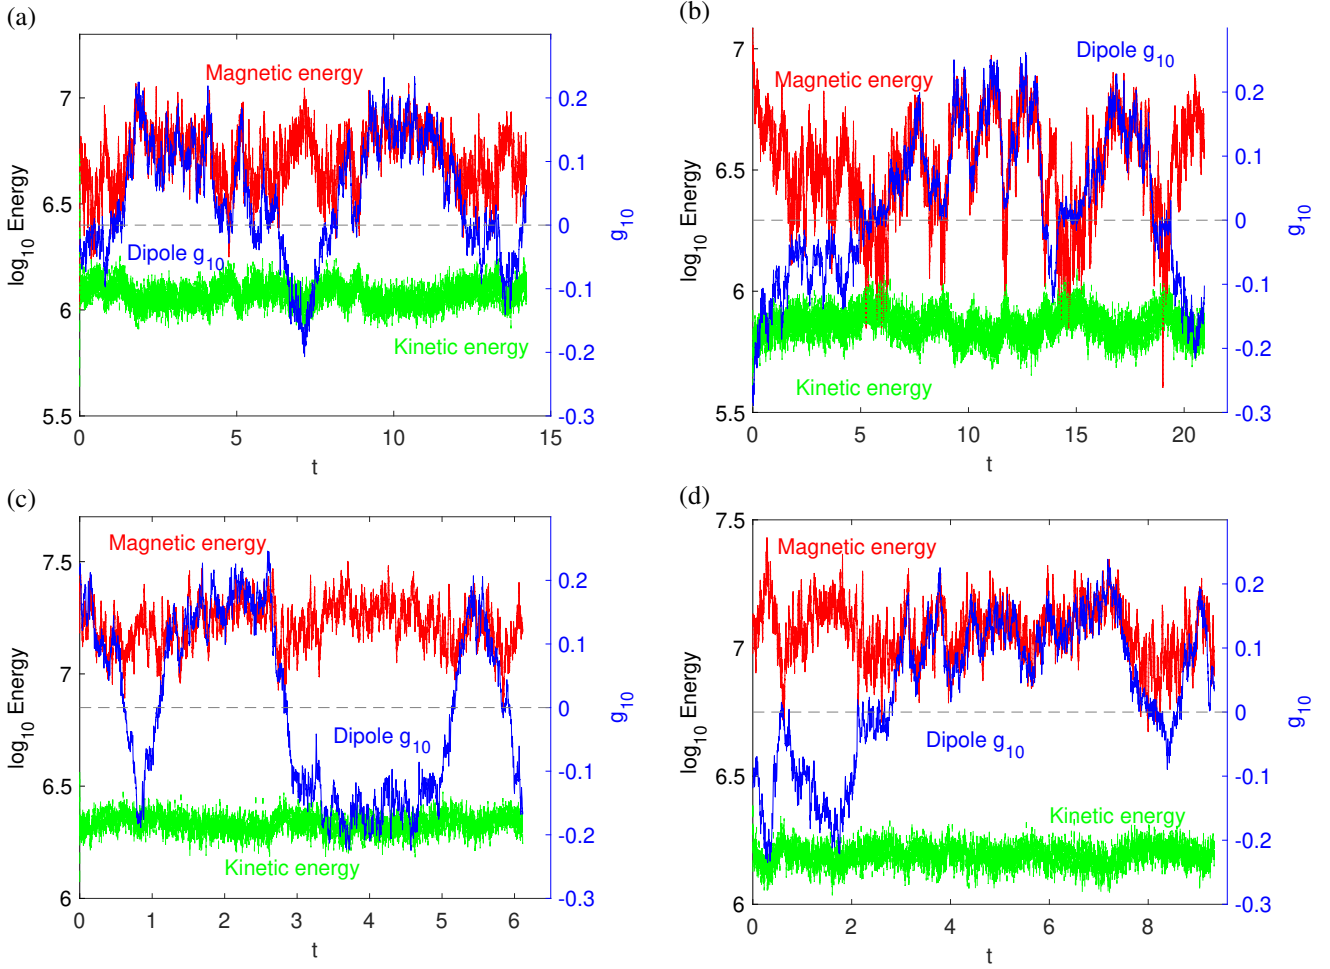 (a)
Magnetic energy
Dipole g10
Kinetic energy
log10 Energy
7
6.5
6
5.5
0.2
0.1
0
-0.1
-0.2
-0.3
g10
0 5 10 15
t
(b)
Dipole g10
Magnetic energy
Kinetic energy
log10 Energy
7
6.5
6
5.5
0.2
0.1
0
-0.1
-0.2
-0.3
g10
0 5 10 15 20
t
(c)
Magnetic energy
Dipole g10
Kinetic energy
log10 Energy
7.5
7
6.5
6
0.2
0.1
0
-0.1
-0.2
-0.3
g10
0 1 2 3 4 5 6
t
(d)
Magnetic energy
Dipole g10
Kinetic energy
log10 Energy
7.5
7
6.5
6
0.2
0.1
0
-0.1
-0.2
-0.3
g10
0 2 4 6 8
t